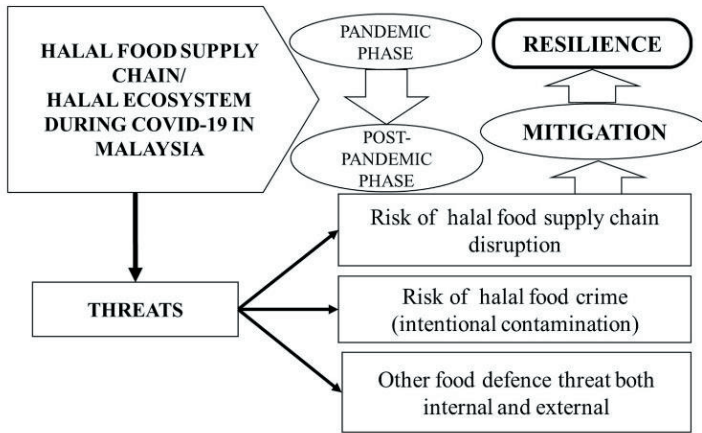 HALAL FOOD SUPPLY
CHAIN/
HALAL ECOSYSTEM
DURING COVID-19 IN
MALAYSIA
PANDEMIC
PHASE
POST-
PANDEMIC
PHASE
RESILIENCE
MITIGATION
THREATS
Risk of halal food supply chain
disruption
Risk of halal food crime
(intentional contamination)
Other food defence threat both
internal and external